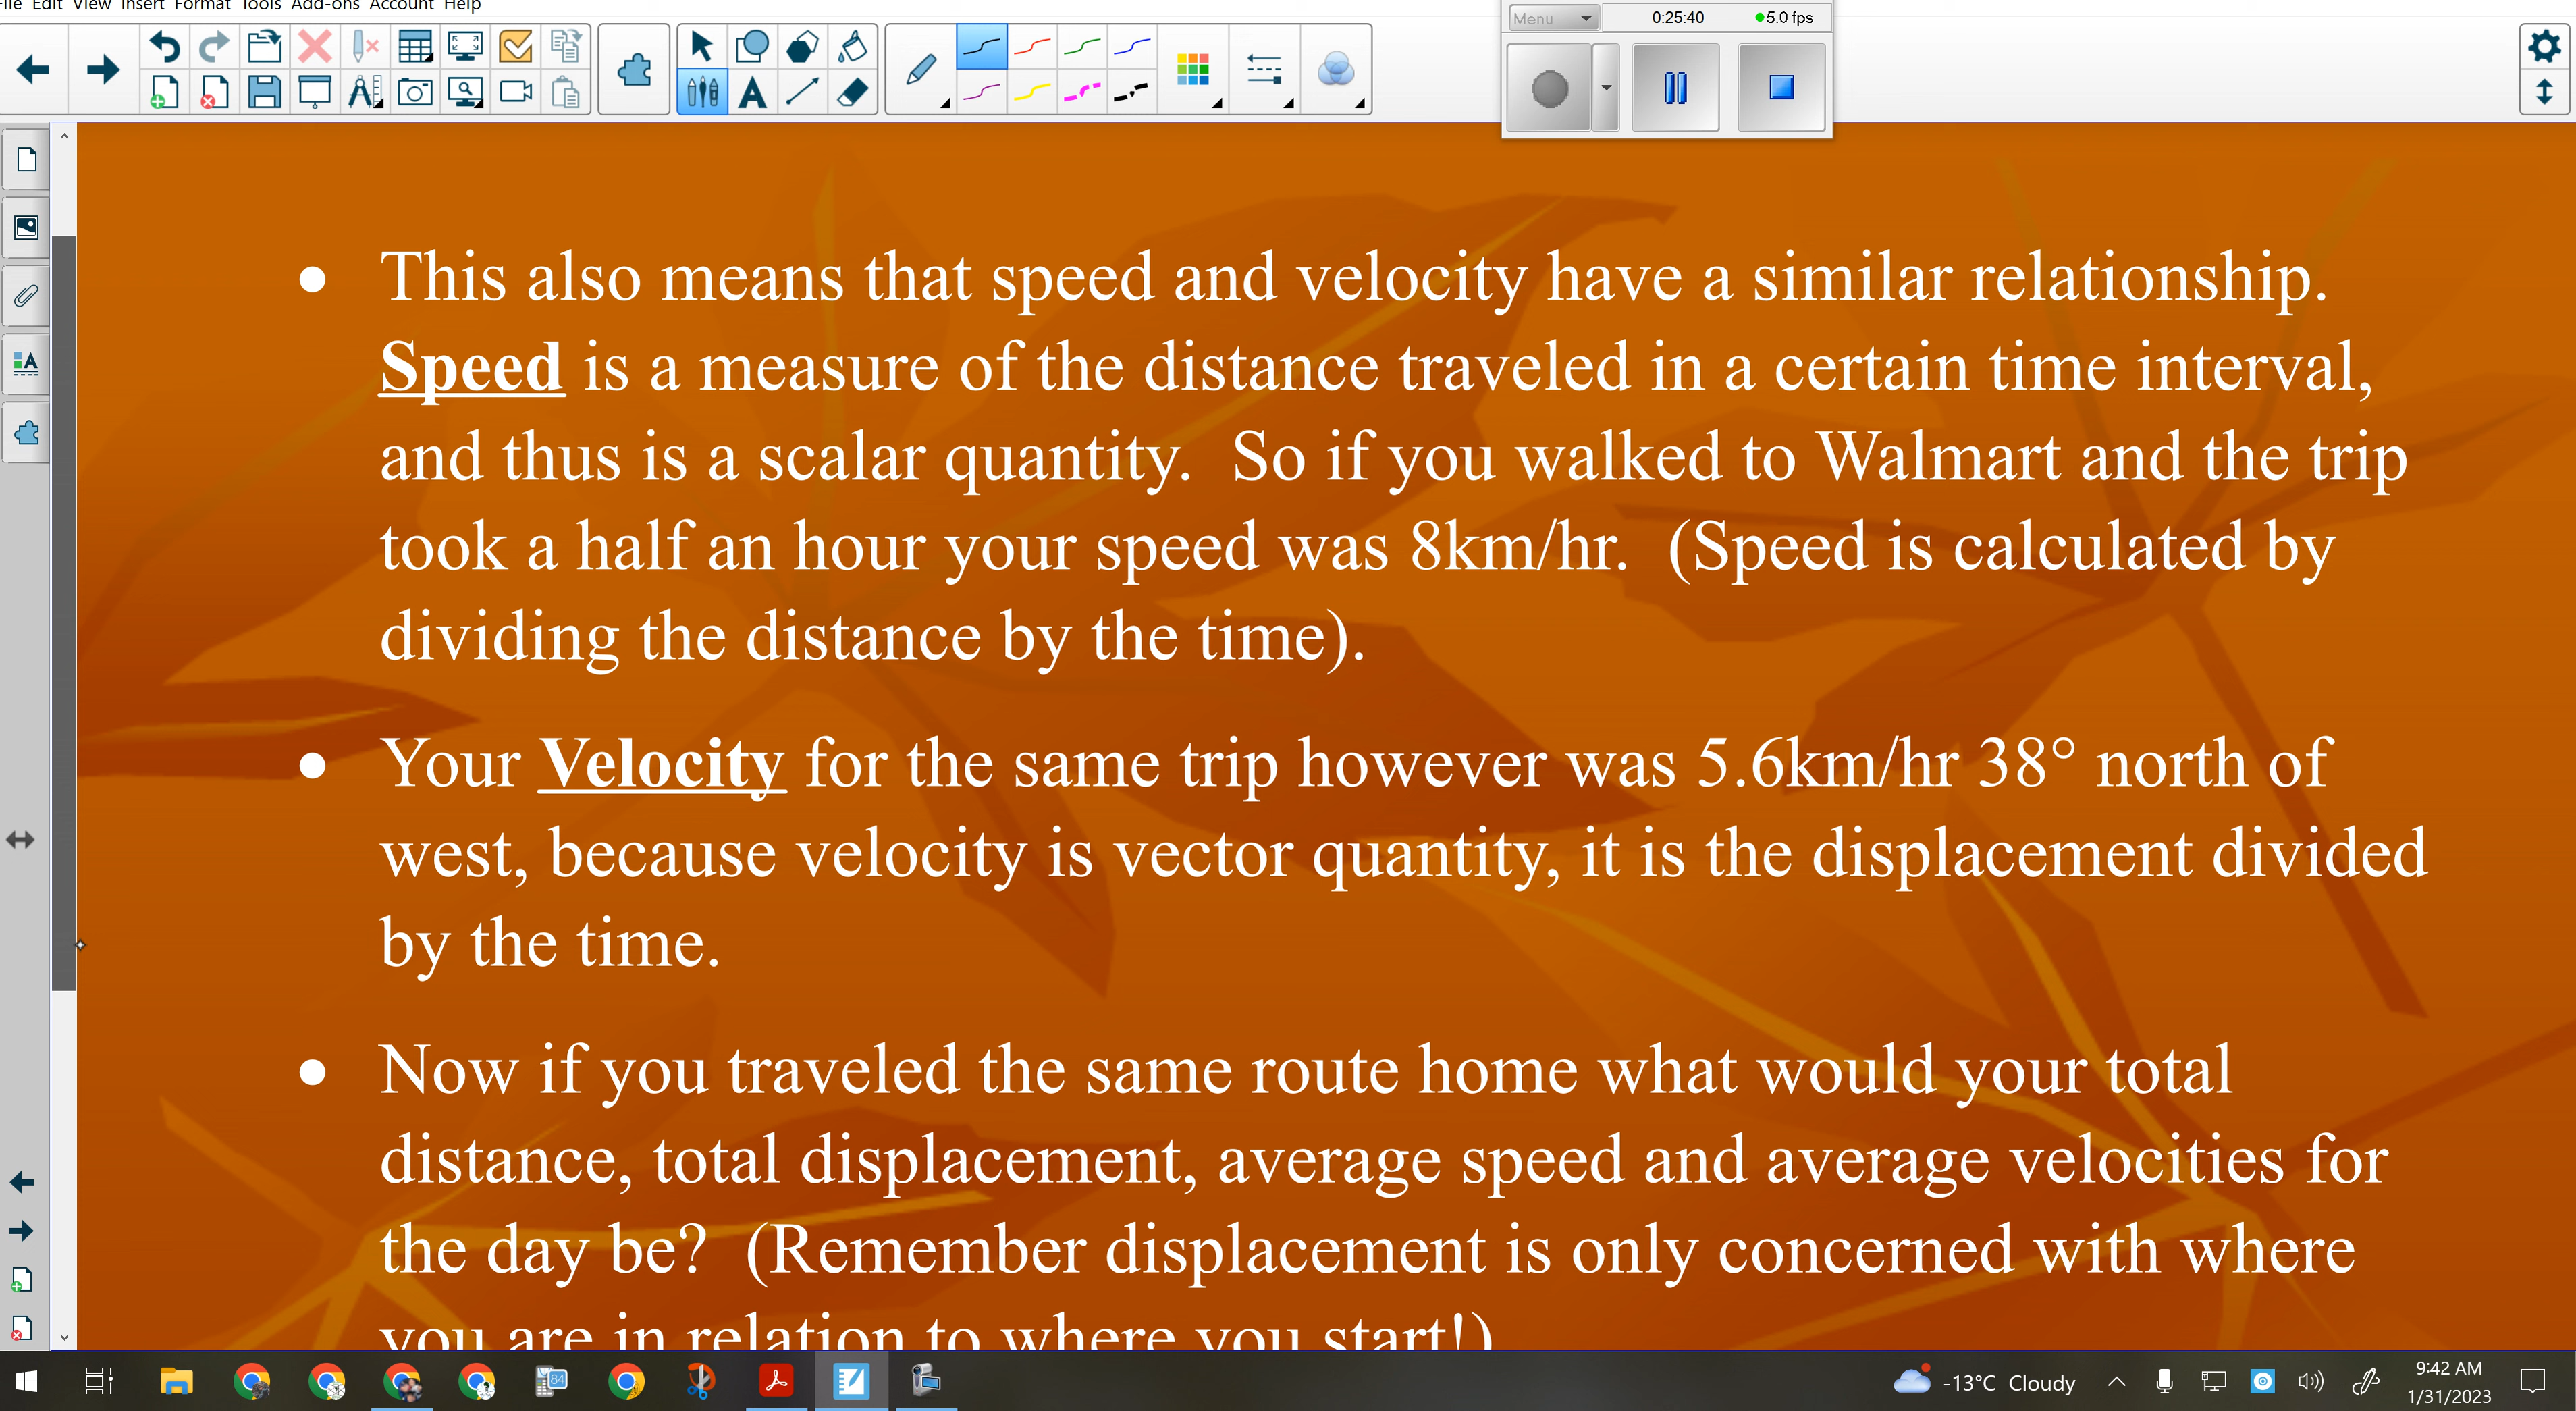 File Edit View Insert Format Tools Add-ons Account Help
Menu 0:25:40 5.0 fps
• This also means that speed and velocity have a similar relationship.
Speed is a measure of the distance traveled in a certain time interval,
and thus is a scalar quantity. So if you walked to Walmart and the trip
took a half an hour your speed was 8km/hr. (Speed is calculated by
dividing the distance by the time).
• Your Velocity for the same trip however was 5.6km/hr 38° north of
west, because velocity is vector quantity, it is the displacement divided
by the time.
• Now if you traveled the same route home what would your total
distance, total displacement, average speed and average velocities for
the day be? (Remember displacement is only concerned with where
you are in relation to where you start!)
84
-13°C Cloudy
9:42 AM
1/31/2023